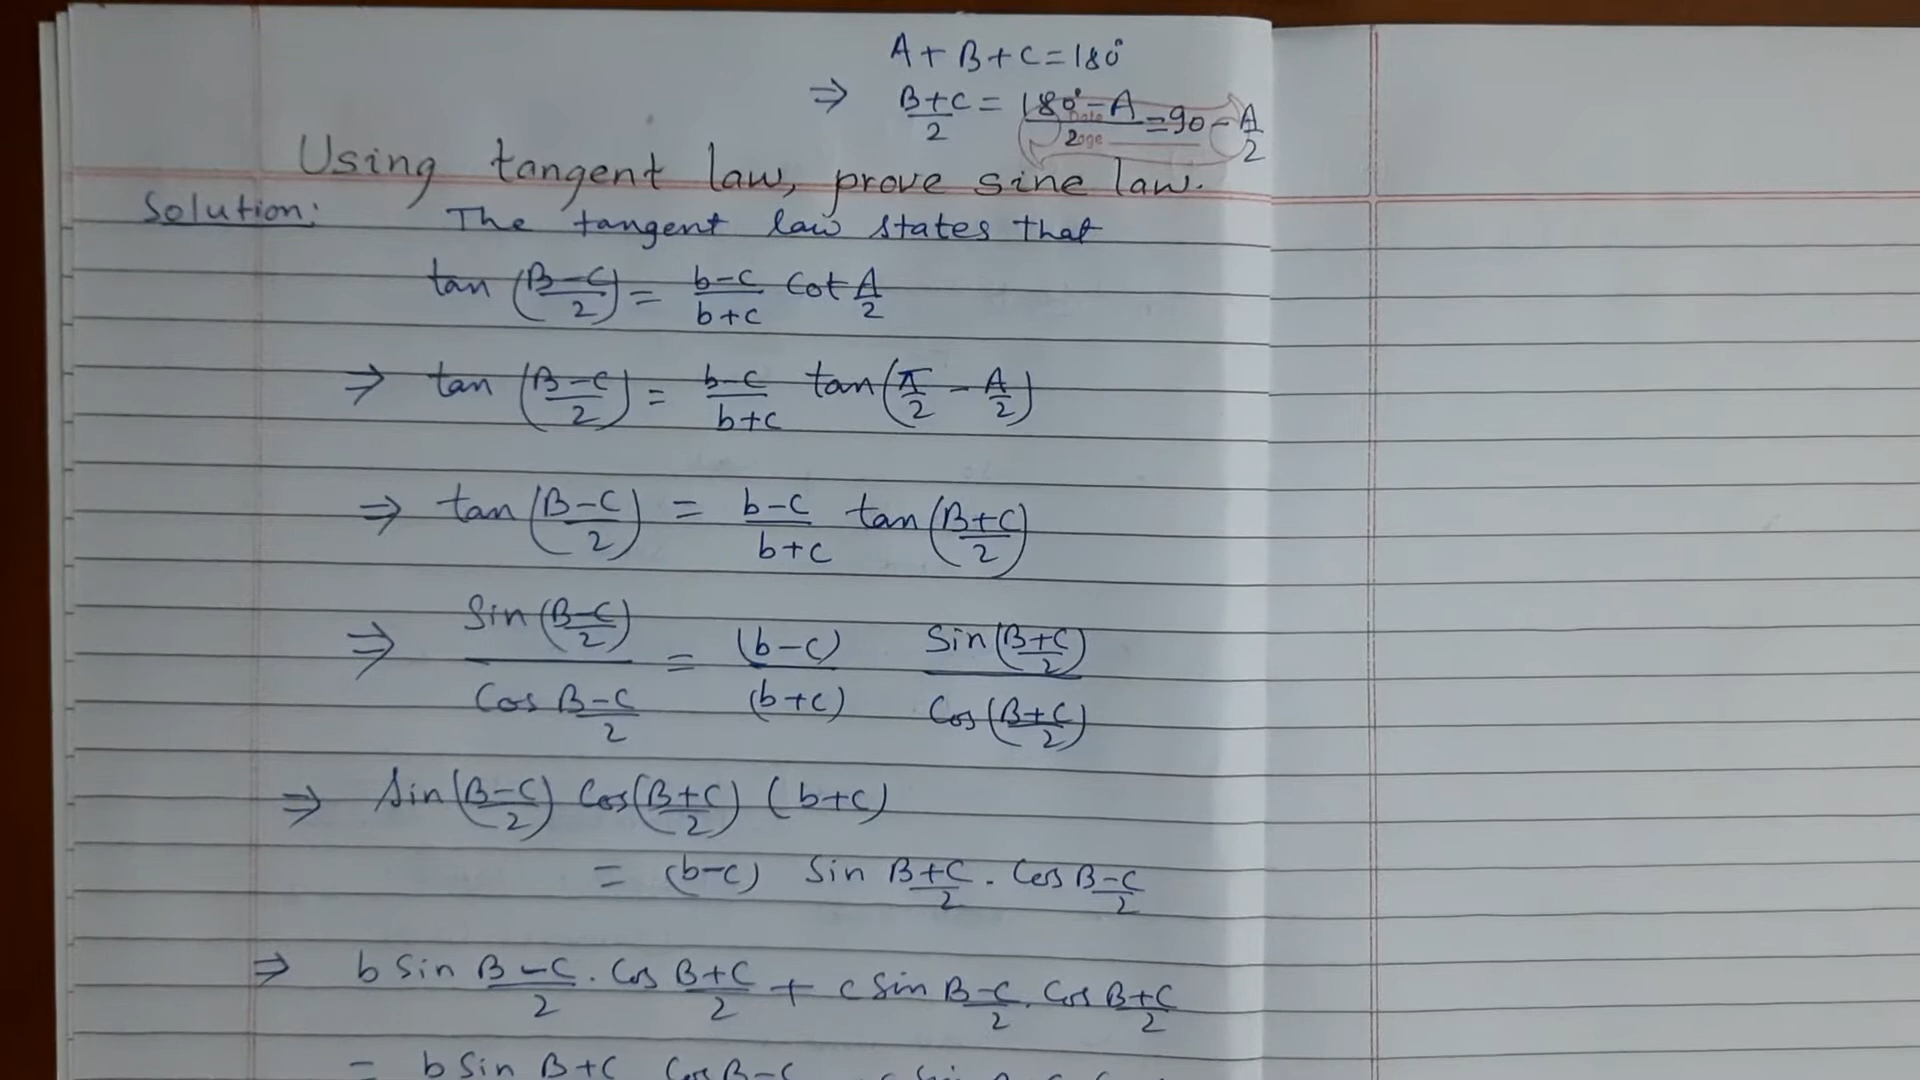 A + B + C = 180°
⇒ (B+C)/2 = (180° - A)/2 = 90 - A/2
Using tangent law, prove sine law.
Solution: The tangent law states that
tan ((B-C)/2) = (b-c)/(b+c) Cot A/2
⇒ tan ((B-C)/2) = (b-c)/(b+c) tan (π/2 - A/2)
⇒ tan ((B-C)/2) = (b-c)/(b+c) tan ((B+C)/2)
⇒ Sin ((B-C)/2) / Cos (B-C)/2 = (b-c)/(b+c) Sin ((B+C)/2) / Cos ((B+C)/2)
⇒ Sin ((B-C)/2) Cos ((B+C)/2) (b+c)
= (b-c) Sin (B+C)/2 . Cos (B-C)/2
⇒ b Sin (B-C)/2 . Cos (B+C)/2 + c Sin (B-C)/2 . Cos (B+C)/2
= b Sin B+C Cos B-C